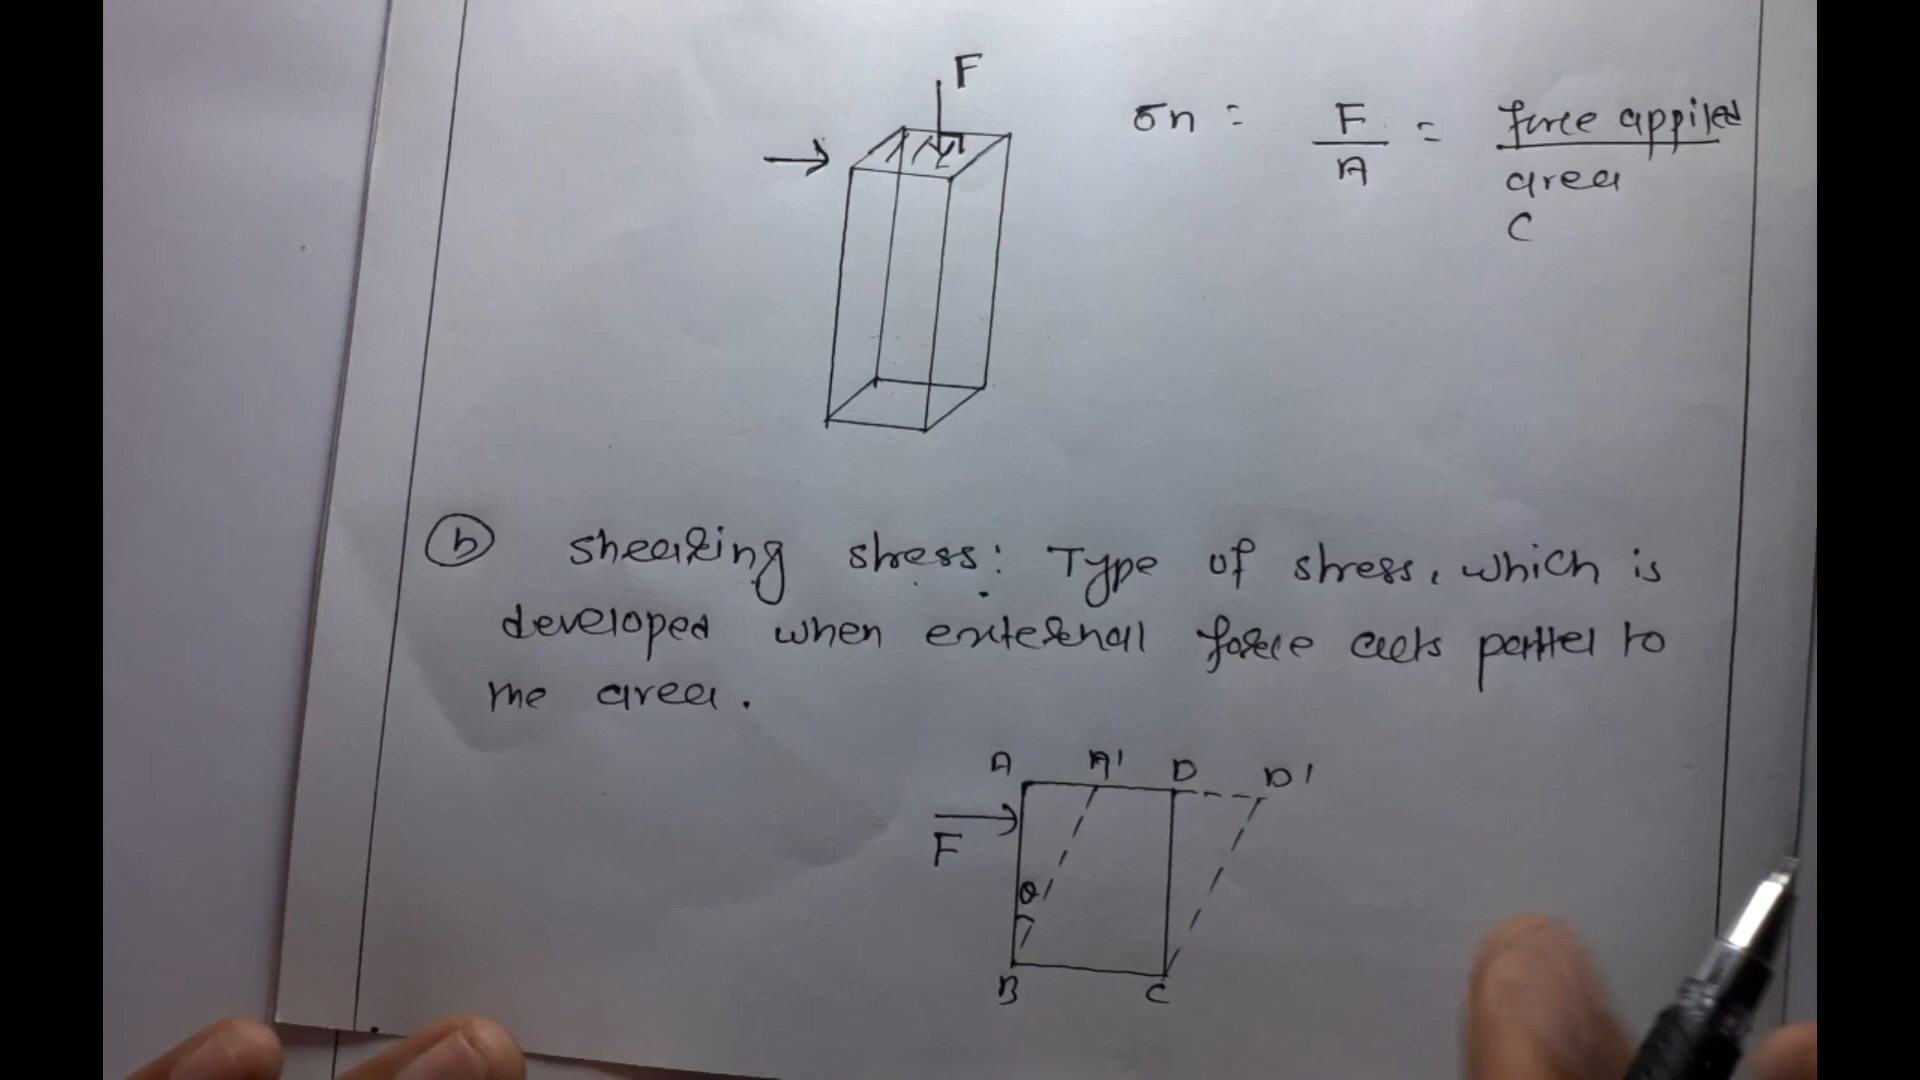 F
σn = F/A = force appiled/area
C
b shearing stress: Type of stress, which is
developed when external force acts parllel to
the area.
A A' D D'
F
θ
B C